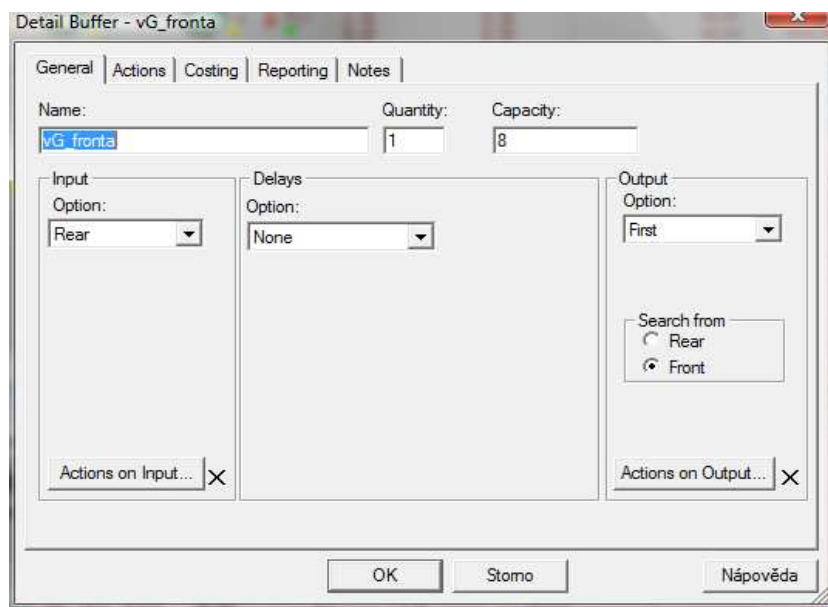 Detail Buffer - vG_fronta
General Actions Costing Reporting Notes
Name: Quantity: Capacity:
vG_fronta 1 8
Input Delays Output
Option: Option: Option:
Rear None First
Search from
Rear
Front
Actions on Input... Actions on Output...
OK Storno Nápověda